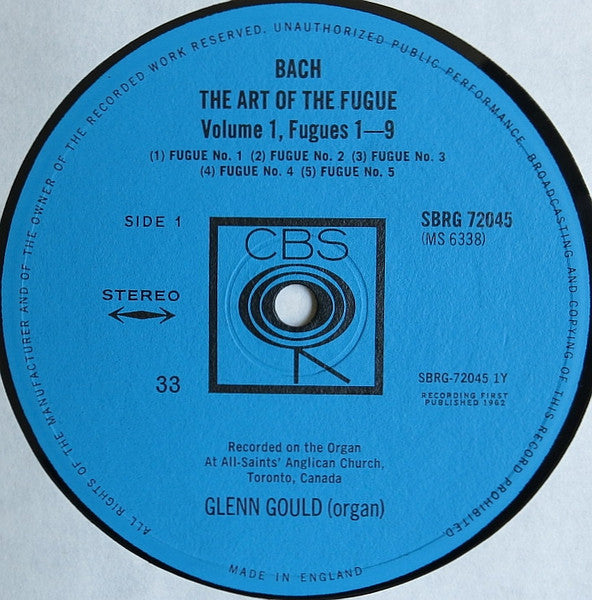 ALL RIGHTS OF THE MANUFACTURER AND OF THE OWNER OF THE RECORDED WORK RESERVED. UNAUTHORIZED PUBLIC PERFORMANCE, BROADCASTING AND COPYING OF THIS RECORD PROHIBITED
BACH
THE ART OF THE FUGUE
Volume 1, Fugues 1—9
(1) FUGUE No. 1 (2) FUGUE No. 2 (3) FUGUE No. 3
(4) FUGUE No. 4 (5) FUGUE No. 5
SIDE 1
SBRG 72045
(MS 6338)
CBS
STEREO
33
SBRG-72045 1Y
RECORDING FIRST
PUBLISHED 1962
Recorded on the Organ
At All-Saints' Anglican Church,
Toronto, Canada
GLENN GOULD (organ)
MADE IN ENGLAND